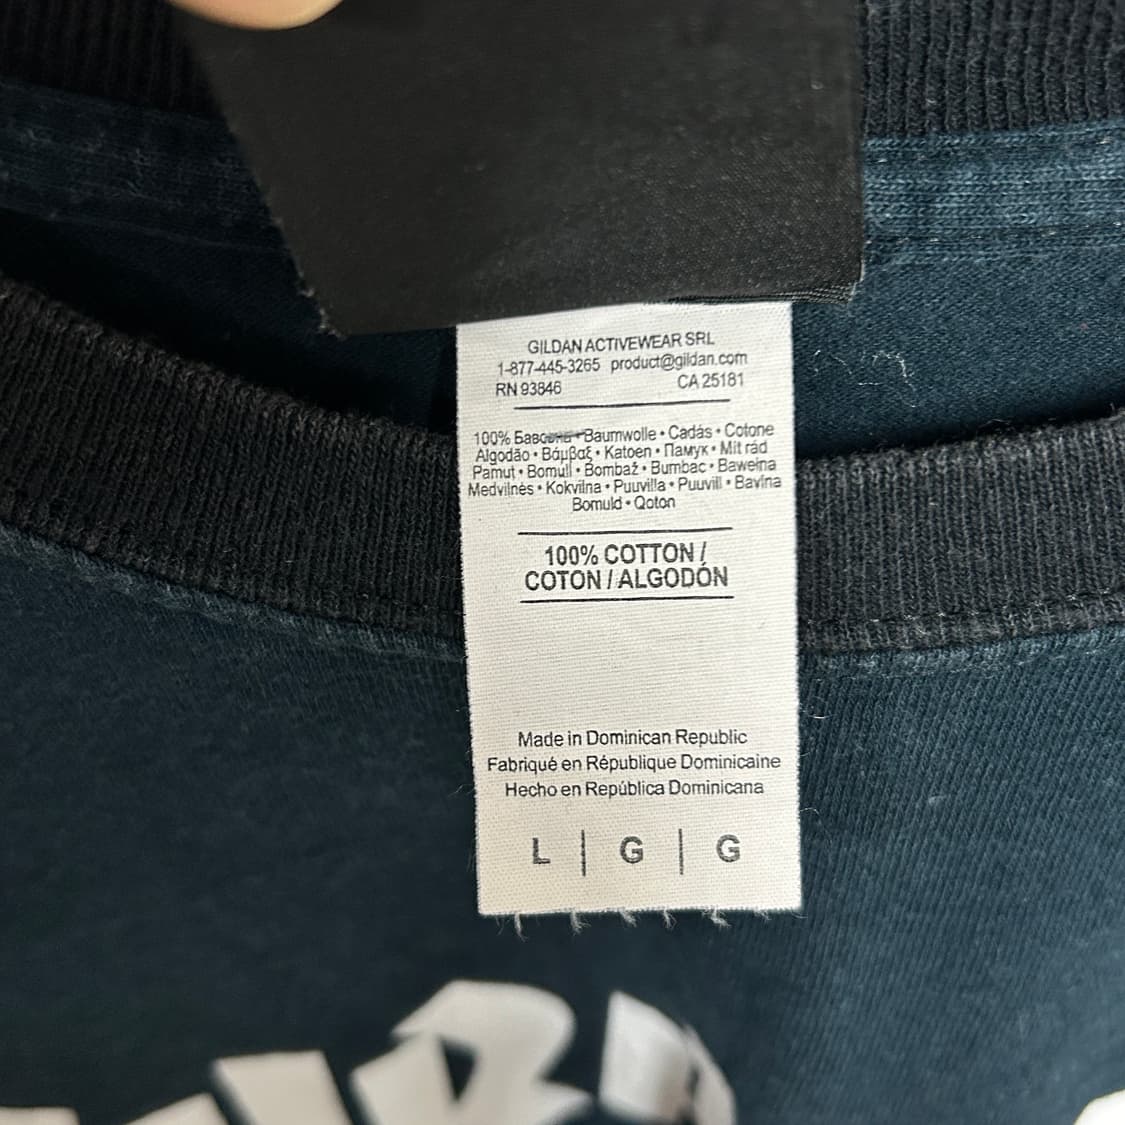 GILDAN ACTIVEWEAR SRL
1-877-445-3265 product@gildan.com
RN 93846 CA 25181
100% Бавовна • Baumwolle • Cadás • Cotone
Algodão • Βάμβαξ • Katoen • Памук • Mit rád
Pamut • Bomull • Bombaž • Bumbac • Bawełna
Medvilnės • Kokvilna • Puuvilla • Puuvill • Bavlna
Bomuld • Qoton
100% COTTON /
COTON / ALGODÓN
Made in Dominican Republic
Fabriqué en République Dominicaine
Hecho en República Dominicana
L | G | G